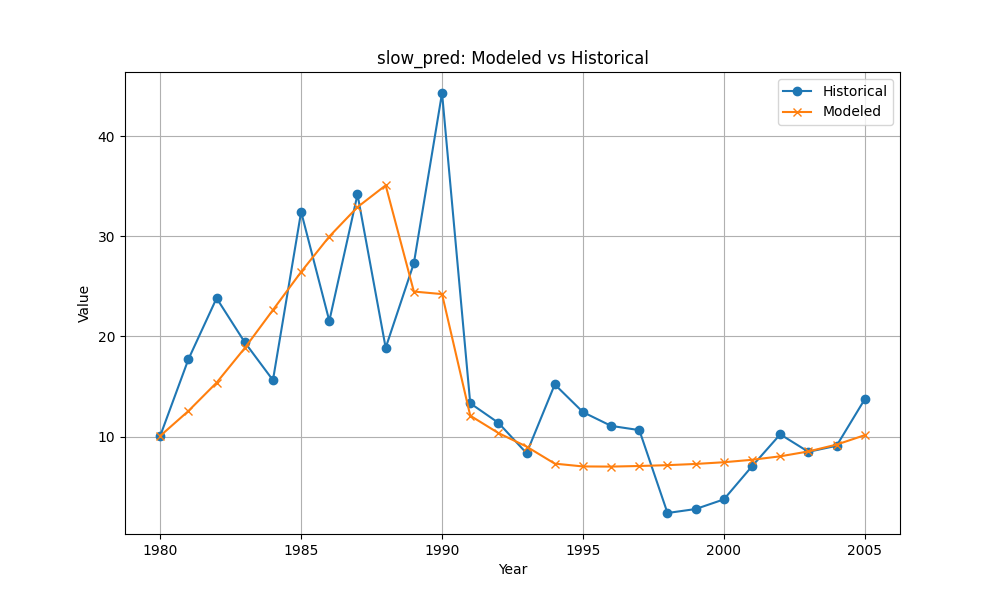 slow_pred: Modeled vs Historical
Historical
Modeled
Value
40
30
20
10
1980 1985 1990 1995 2000 2005
Year